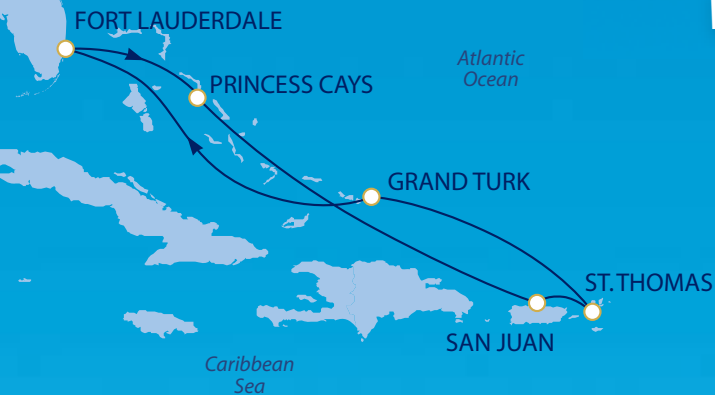 FORT LAUDERDALE
Atlantic
Ocean
PRINCESS CAYS
GRAND TURK
ST. THOMAS
SAN JUAN
Caribbean
Sea